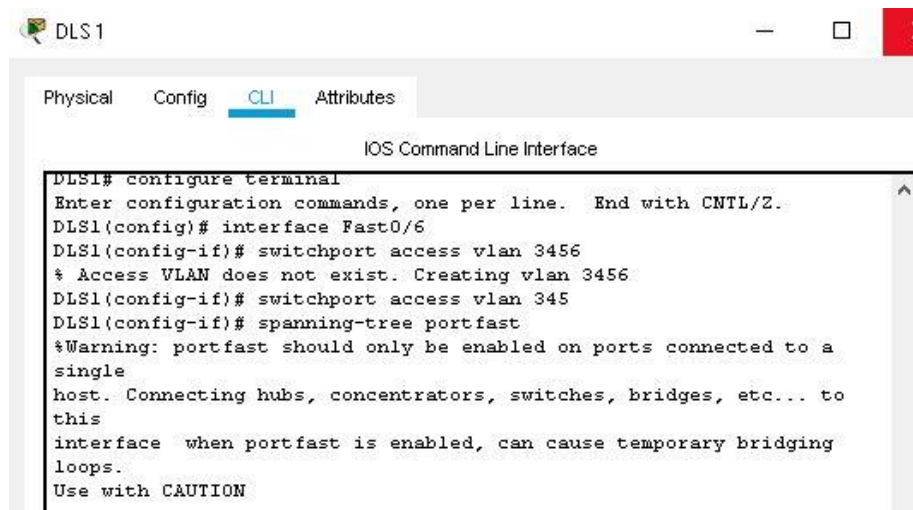 DLS1
Physical Config CLI Attributes
IOS Command Line Interface
DLS1# configure terminal
Enter configuration commands, one per line.  End with CNTL/Z.
DLS1(config)# interface Fast0/6
DLS1(config-if)# switchport access vlan 3456
% Access VLAN does not exist. Creating vlan 3456
DLS1(config-if)# switchport access vlan 345
DLS1(config-if)# spanning-tree portfast
%Warning: portfast should only be enabled on ports connected to a
single
host. Connecting hubs, concentrators, switches, bridges, etc... to
this
interface  when portfast is enabled, can cause temporary bridging
loops.
Use with CAUTION